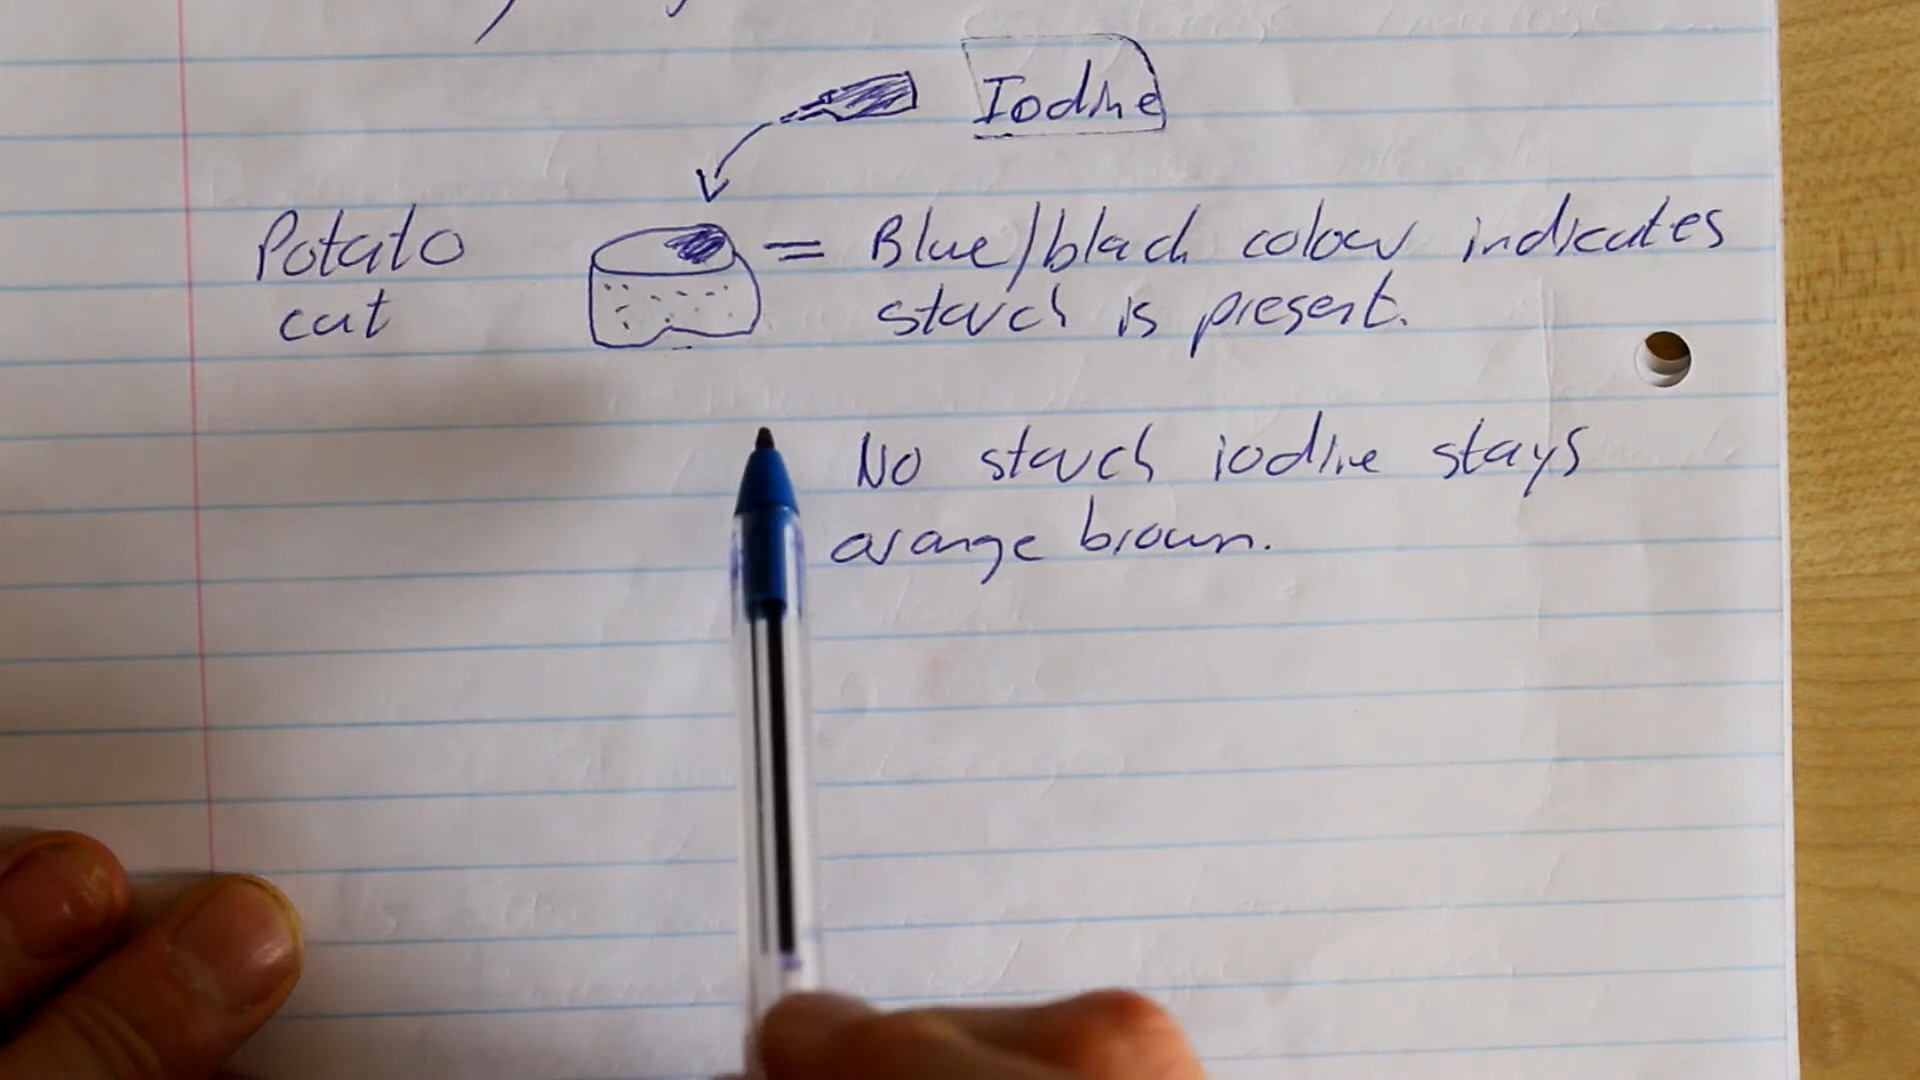 Iodine
Potato
cut
= Blue/black colour indicates
starch is present.
No starch iodine stays
orange brown.